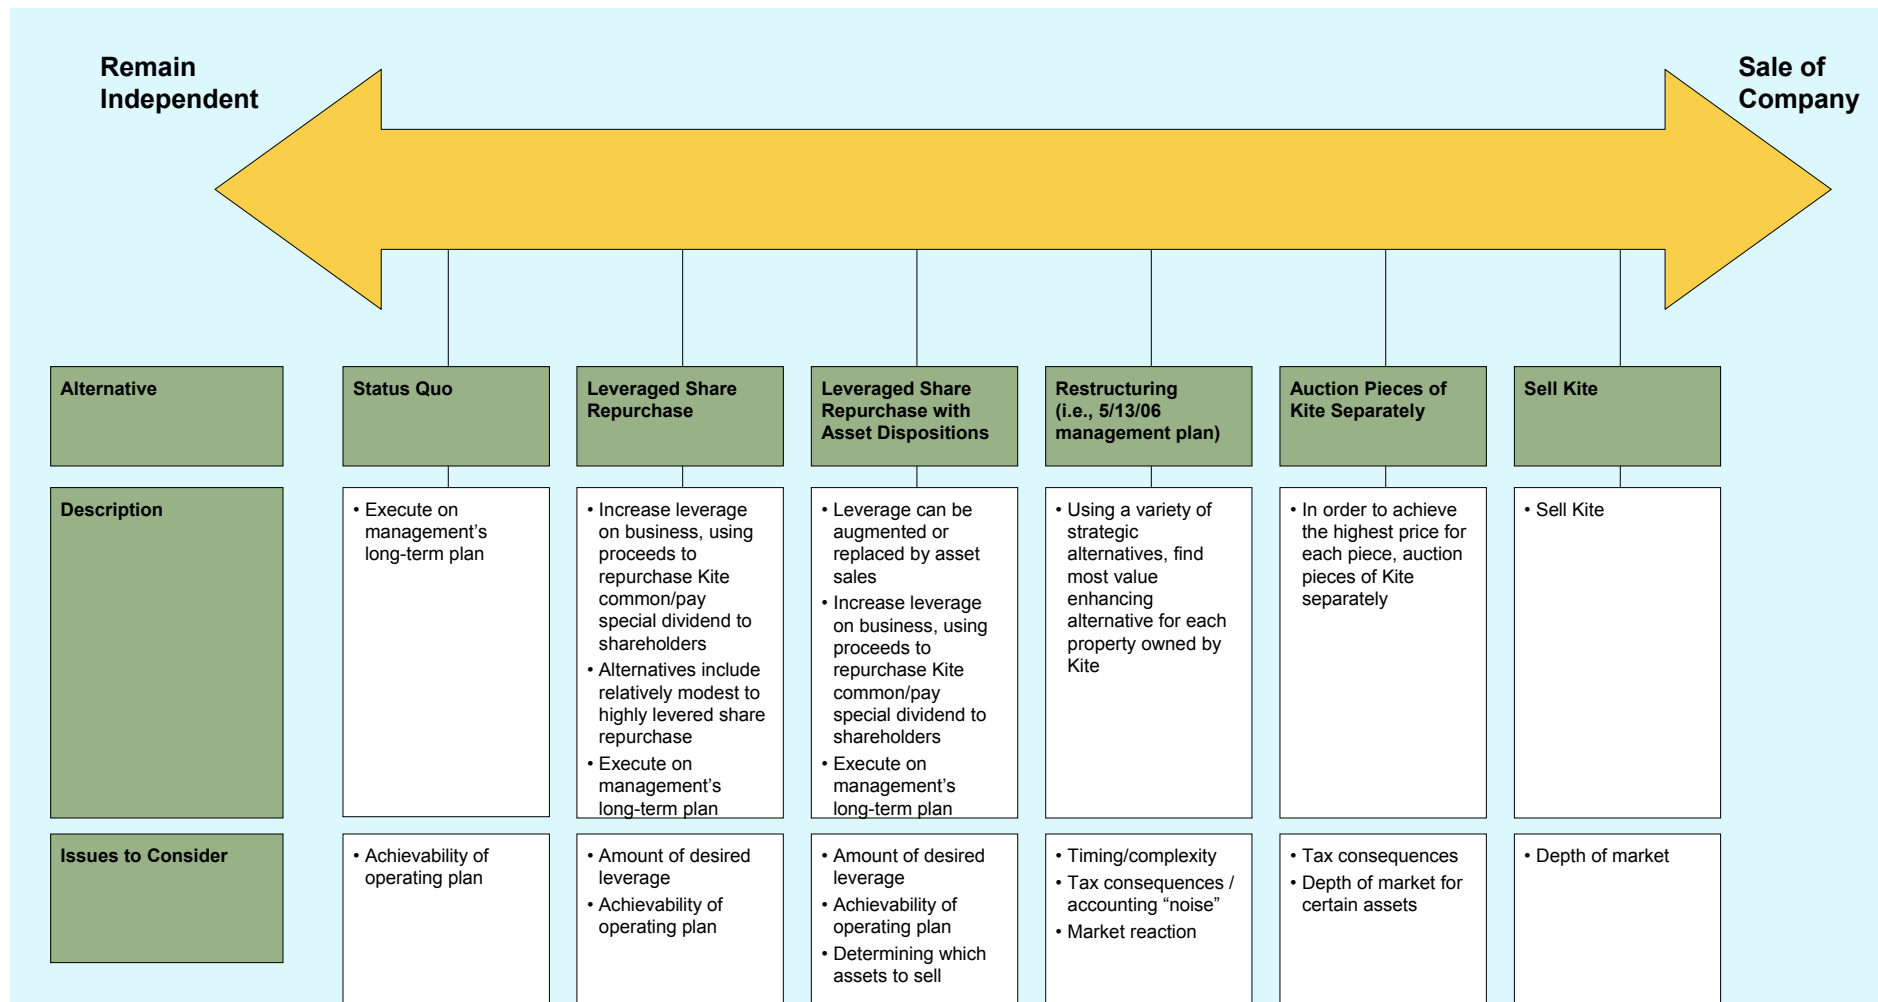 Remain
Independent
Sale of
Company
Alternative
Status Quo
Leveraged Share
Repurchase
Leveraged Share
Repurchase with
Asset Dispositions
Restructuring
(i.e., 5/13/06
management plan)
Auction Pieces of
Kite Separately
Sell Kite
Description
• Execute on
management’s
long-term plan
• Increase leverage
on business, using
proceeds to
repurchase Kite
common/pay
special dividend to
shareholders
• Alternatives include
relatively modest to
highly levered share
repurchase
• Execute on
management’s
long-term plan
• Leverage can be
augmented or
replaced by asset
sales
• Increase leverage
on business, using
proceeds to
repurchase Kite
common/pay
special dividend to
shareholders
• Execute on
management’s
long-term plan
• Using a variety of
strategic
alternatives, find
most value
enhancing
alternative for each
property owned by
Kite
• In order to achieve
the highest price for
each piece, auction
pieces of Kite
separately
• Sell Kite
Issues to Consider
• Achievability of
operating plan
• Amount of desired
leverage
• Achievability of
operating plan
• Amount of desired
leverage
• Achievability of
operating plan
• Determining which
assets to sell
• Timing/complexity
• Tax consequences /
accounting “noise”
• Market reaction
• Tax consequences
• Depth of market for
certain assets
• Depth of market